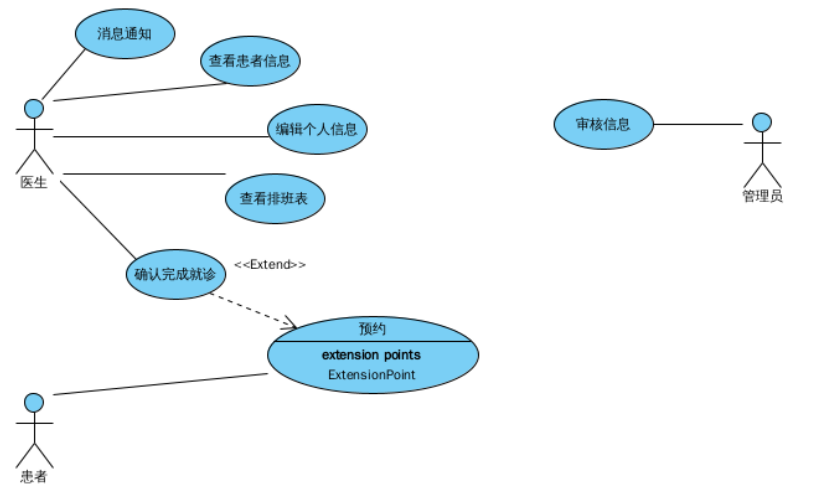 消息通知
查看患者信息
编辑个人信息
审核信息
医生
管理员
查看排班表
确认完成就诊
<<Extend>>
预约
extension points
ExtensionPoint
患者